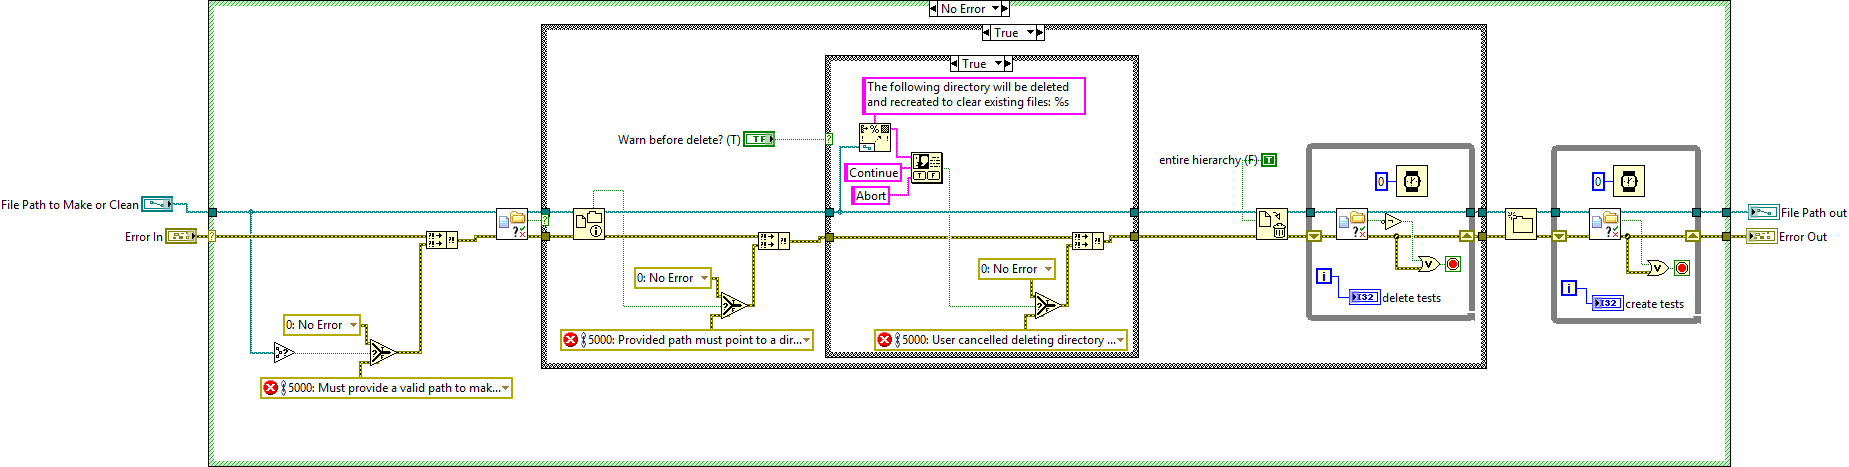 No Error
True
True
The following directory will be deleted
and recreated to clear existing files: %s
Warn before delete? (T)
TF
%
Continue
T F
Abort
entire hierarchy (F)
T
0
0
File Path to Make or Clean
File Path out
Error In
Error Out
0: No Error
0: No Error
0: No Error
i
I32
delete tests
i
I32
create tests
5000: Provided path must point to a dir...
5000: User cancelled deleting directory ...
5000: Must provide a valid path to mak...